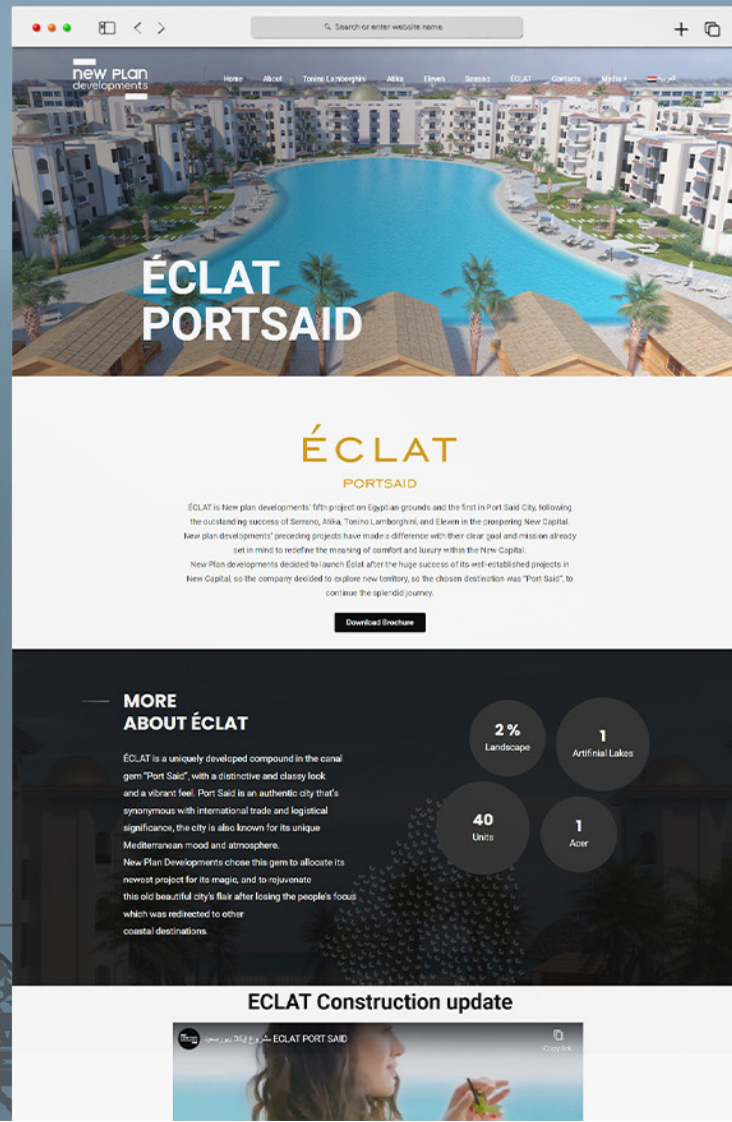 Search or enter website name
new plan
developments
Home About Tonino Lamborghini Atika Eleven Serrano ÉCLAT Contacts Media + العربية
ÉCLAT
PORTSAID
ÉCLAT
PORTSAID
ÉCLAT is New plan developments' fifth project on Egyptian grounds and the first in Port Said City, following
the outstanding success of Serrano, Atika, Tonino Lamborghini, and Eleven in the prospering New Capital.
New plan developments' preceding projects have made a difference with their clear goal and mission already
set in mind to redefine the meaning of comfort and luxury within the New Capital.
New Plan developments decided to launch Éclat after the huge success of its well-established projects in
New Capital, so the company decided to explore new territory, so the chosen destination was "Port Said", to
continue the splendid journey.
Download Brochure
MORE
ABOUT ÉCLAT
ÉCLAT is a uniquely developed compound in the canal
gem "Port Said", with a distinctive and classy look
and a vibrant feel. Port Said is an authentic city that's
synonymous with international trade and logistical
significance, the city is also known for its unique
Mediterranean mood and atmosphere.
New Plan Developments chose this gem to allocate its
newest project for its magic, and to rejuvenate
this old beautiful city's flair after losing the people's focus
which was redirected to other
coastal destinations.
2 %
Landscape
1
Artifinial Lakes
40
Units
1
Acer
ECLAT Construction update
مشروع إيكلا بورسعيد ECLAT PORT SAID
Copy link